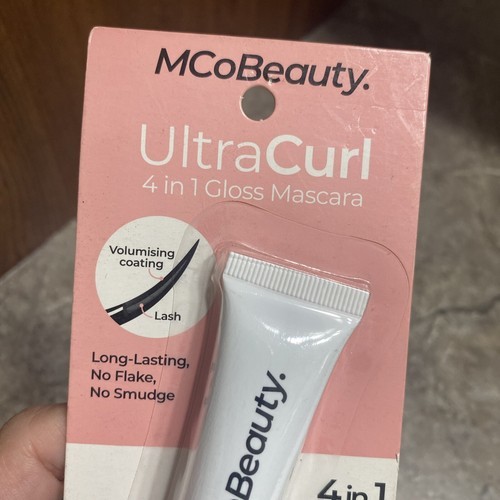 MCoBeauty.
UltraCurl
4 in 1 Gloss Mascara
Volumising
coating
Lash
Long-Lasting,
No Flake,
No Smudge
CoBeauty.
4 in 1